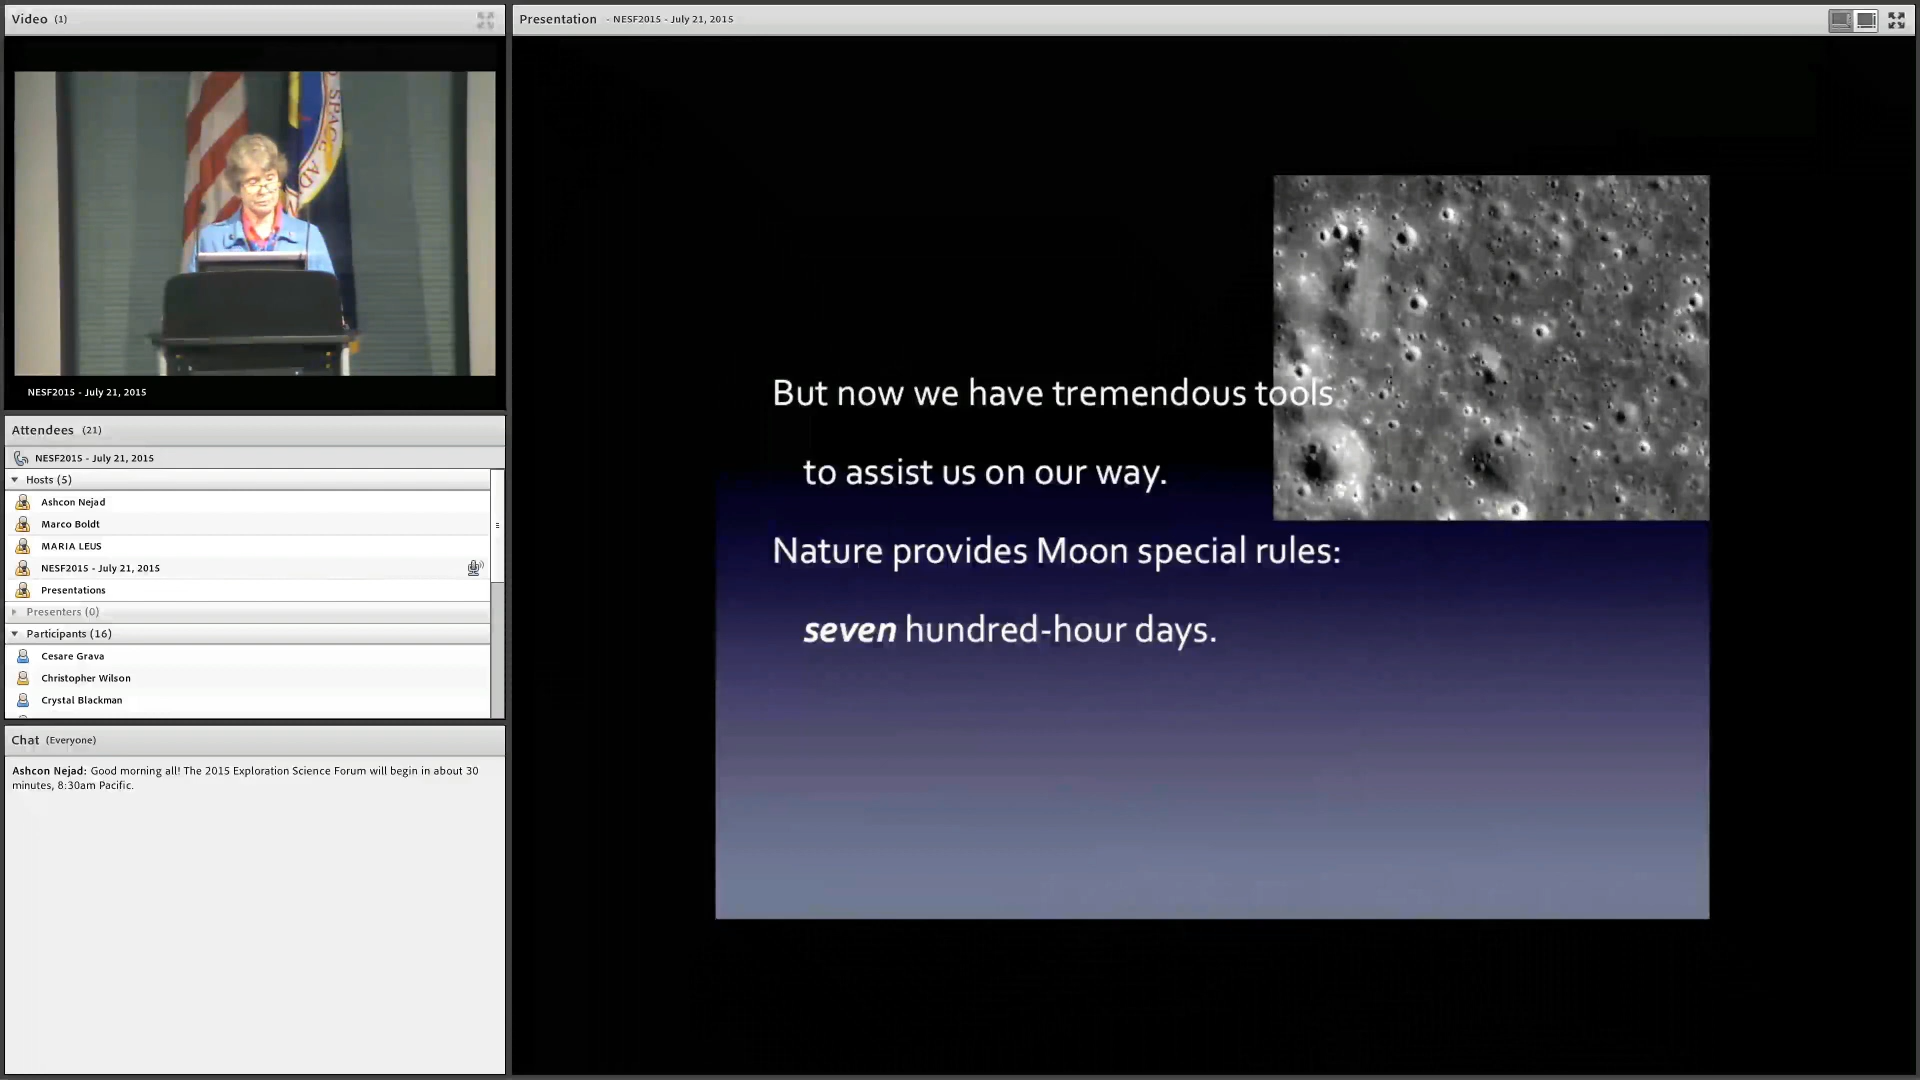 Video (1)
SPACE AD
NESF2015 - July 21, 2015
Attendees (21)
NESF2015 - July 21, 2015
Hosts (5)
Ashcon Nejad
Marco Boldt
MARIA LEUS
NESF2015 - July 21, 2015
Presentations
Presenters (0)
Participants (16)
Cesare Grava
Christopher Wilson
Crystal Blackman
Chat (Everyone)
Ashcon Nejad: Good morning all! The 2015 Exploration Science Forum will begin in about 30
minutes, 8:30am Pacific.
Presentation - NESF2015 - July 21, 2015
But now we have tremendous tools
to assist us on our way.
Nature provides Moon special rules:
seven hundred-hour days.